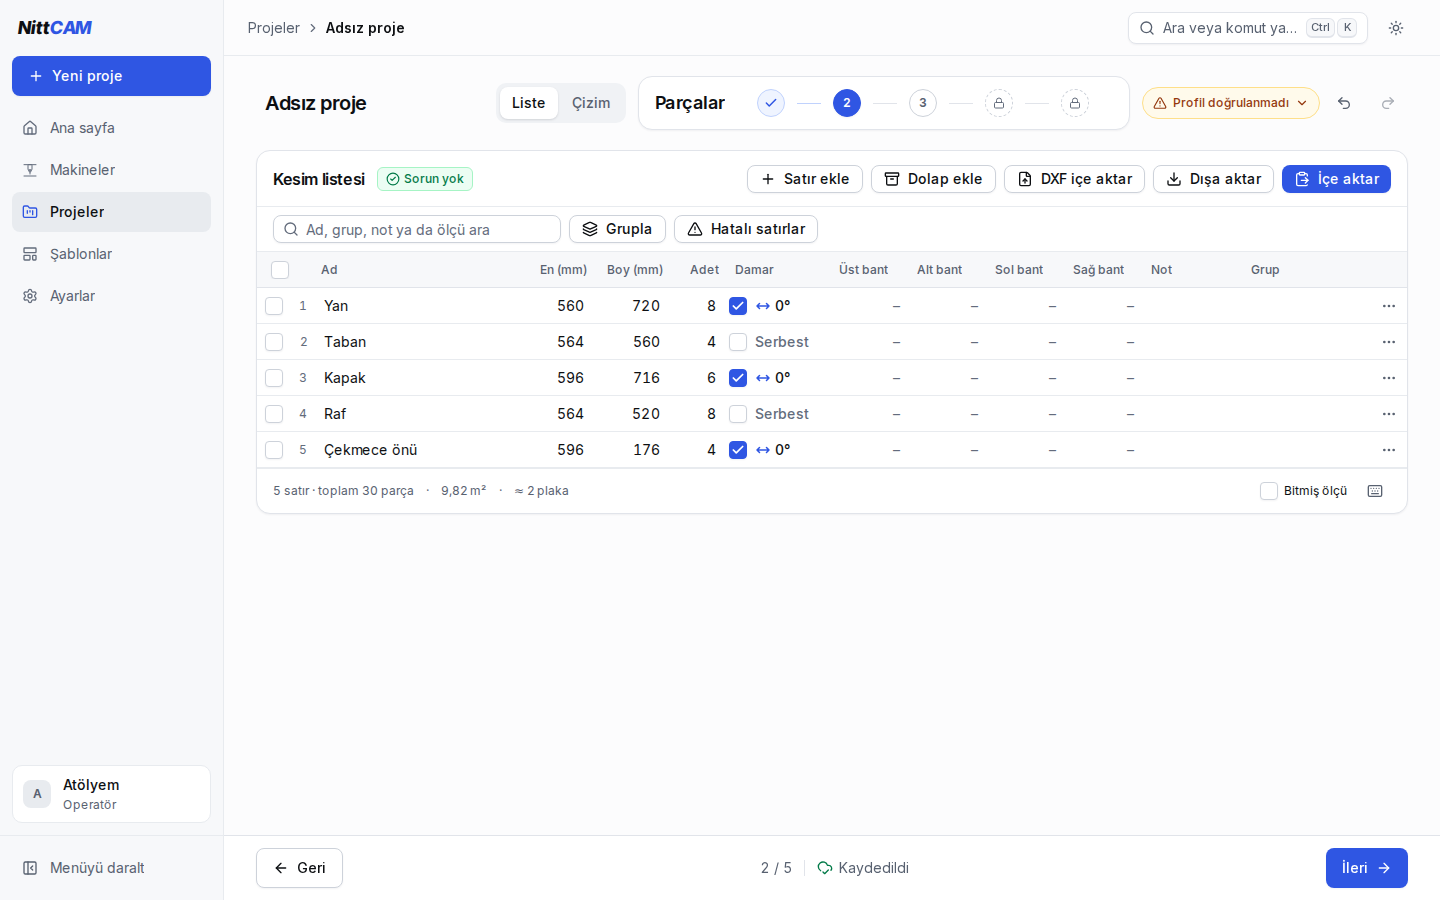 NittCAM
Yeni proje
Ana sayfa
Makineler
Projeler
Şablonlar
Ayarlar
A
Atölyem
Operatör
Menüyü daralt
Projeler > Adsız proje
Ara veya komut ya... Ctrl K
Adsız proje
Liste Çizim
Parçalar 2 3
Profil doğrulanmadı
Kesim listesi Sorun yok
Satır ekle Dolap ekle DXF içe aktar Dışa aktar İçe aktar
Ad, grup, not ya da ölçü ara Grupla Hatalı satırlar
Ad En (mm) Boy (mm) Adet Damar Üst bant Alt bant Sol bant Sağ bant Not Grup
1 Yan 560 720 8 ↔ 0° – – – –
2 Taban 564 560 4 Serbest – – – –
3 Kapak 596 716 6 ↔ 0° – – – –
4 Raf 564 520 8 Serbest – – – –
5 Çekmece önü 596 176 4 ↔ 0° – – – –
5 satır · toplam 30 parça · 9,82 m² · ≈ 2 plaka Bitmiş ölçü
Geri 2 / 5 Kaydedildi İleri